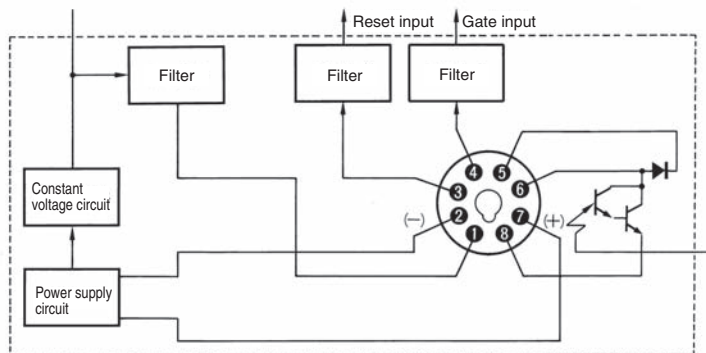 Reset input
Gate input
Filter
Filter
Filter
4
5
3
6
Constant
voltage circuit
(−)
2
7
(+)
1
8
Power supply
circuit